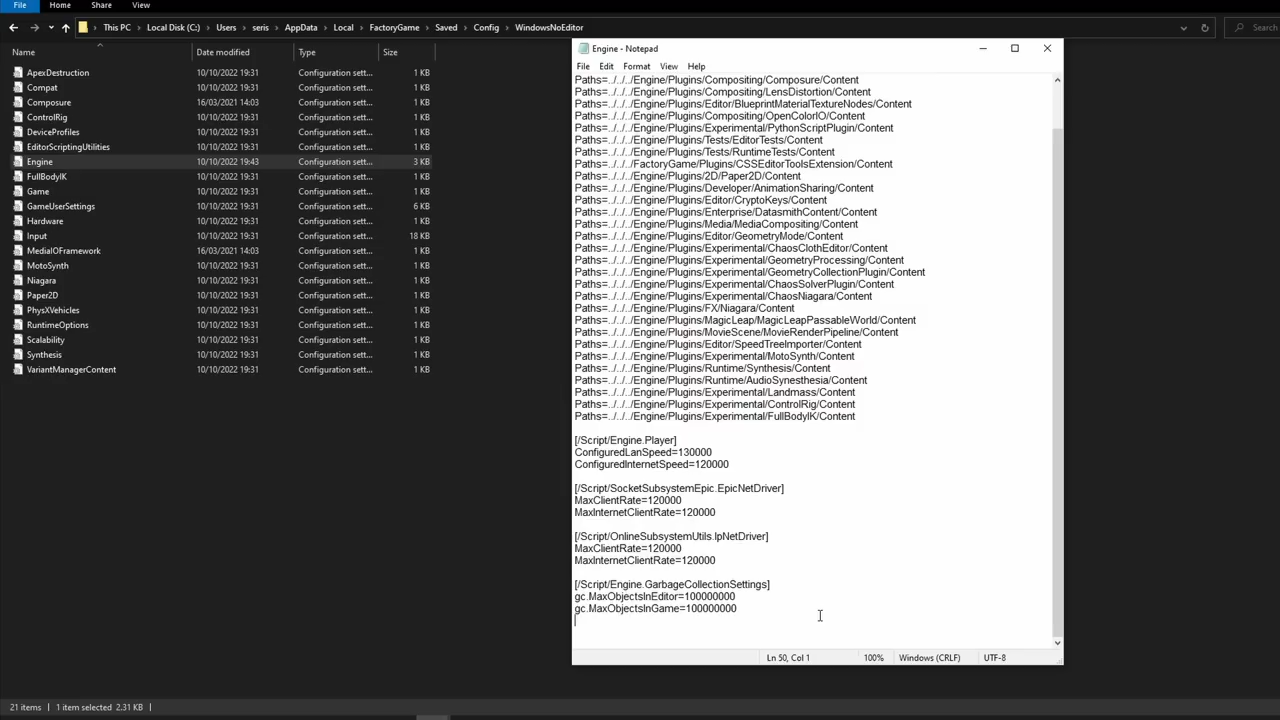 File Home Share View
This PC Local Disk (C:) Users seris AppData Local FactoryGame Saved Config WindowsNoEditor Search
Name Date modified Type Size
ApexDestruction 10/10/2022 19:31 Configuration sett... 1 KB
Compat 10/10/2022 19:31 Configuration sett... 1 KB
Composure 16/03/2021 14:03 Configuration sett... 1 KB
ControlRig 10/10/2022 19:31 Configuration sett... 1 KB
DeviceProfiles 10/10/2022 19:31 Configuration sett... 1 KB
EditorScriptingUtilities 10/10/2022 19:31 Configuration sett... 1 KB
Engine 10/10/2022 19:43 Configuration sett... 3 KB
FullBodyIK 10/10/2022 19:31 Configuration sett... 1 KB
Game 10/10/2022 19:31 Configuration sett... 1 KB
GameUserSettings 10/10/2022 19:31 Configuration sett... 6 KB
Hardware 10/10/2022 19:31 Configuration sett... 1 KB
Input 10/10/2022 19:31 Configuration sett... 18 KB
MediaIOFramework 16/03/2021 14:03 Configuration sett... 1 KB
MotoSynth 10/10/2022 19:31 Configuration sett... 1 KB
Niagara 10/10/2022 19:31 Configuration sett... 1 KB
Paper2D 10/10/2022 19:31 Configuration sett... 1 KB
PhysXVehicles 10/10/2022 19:31 Configuration sett... 1 KB
RuntimeOptions 10/10/2022 19:31 Configuration sett... 1 KB
Scalability 10/10/2022 19:31 Configuration sett... 1 KB
Synthesis 10/10/2022 19:31 Configuration sett... 1 KB
VariantManagerContent 10/10/2022 19:31 Configuration sett... 1 KB
21 items 1 item selected 2,31 KB
Engine - Notepad
File Edit Format View Help
Paths=../../../Engine/Plugins/Compositing/Composure/Content
Paths=../../../Engine/Plugins/Compositing/LensDistortion/Content
Paths=../../../Engine/Plugins/Editor/BlueprintMaterialTextureNodes/Content
Paths=../../../Engine/Plugins/Compositing/OpenColorIO/Content
Paths=../../../Engine/Plugins/Experimental/PythonScriptPlugin/Content
Paths=../../../Engine/Plugins/Tests/EditorTests/Content
Paths=../../../Engine/Plugins/Tests/RuntimeTests/Content
Paths=../../../FactoryGame/Plugins/CSSEditorToolsExtension/Content
Paths=../../../Engine/Plugins/2D/Paper2D/Content
Paths=../../../Engine/Plugins/Developer/AnimationSharing/Content
Paths=../../../Engine/Plugins/Editor/CryptoKeys/Content
Paths=../../../Engine/Plugins/Enterprise/DatasmithContent/Content
Paths=../../../Engine/Plugins/Media/MediaCompositing/Content
Paths=../../../Engine/Plugins/Editor/GeometryMode/Content
Paths=../../../Engine/Plugins/Experimental/ChaosClothEditor/Content
Paths=../../../Engine/Plugins/Experimental/GeometryProcessing/Content
Paths=../../../Engine/Plugins/Experimental/GeometryCollectionPlugin/Content
Paths=../../../Engine/Plugins/Experimental/ChaosSolverPlugin/Content
Paths=../../../Engine/Plugins/Experimental/ChaosNiagara/Content
Paths=../../../Engine/Plugins/FX/Niagara/Content
Paths=../../../Engine/Plugins/MagicLeap/MagicLeapPassableWorld/Content
Paths=../../../Engine/Plugins/MovieScene/MovieRenderPipeline/Content
Paths=../../../Engine/Plugins/Editor/SpeedTreeImporter/Content
Paths=../../../Engine/Plugins/Experimental/MotoSynth/Content
Paths=../../../Engine/Plugins/Runtime/Synthesis/Content
Paths=../../../Engine/Plugins/Runtime/AudioSynesthesia/Content
Paths=../../../Engine/Plugins/Experimental/Landmass/Content
Paths=../../../Engine/Plugins/Experimental/ControlRig/Content
Paths=../../../Engine/Plugins/Experimental/FullBodyIK/Content
[/Script/Engine.Player]
ConfiguredLanSpeed=130000
ConfiguredInternetSpeed=120000
[/Script/SocketSubsystemEpic.EpicNetDriver]
MaxClientRate=120000
MaxInternetClientRate=120000
[/Script/OnlineSubsystemUtils.IpNetDriver]
MaxClientRate=120000
MaxInternetClientRate=120000
[/Script/Engine.GarbageCollectionSettings]
gc.MaxObjectsInEditor=100000000
gc.MaxObjectsInGame=100000000
Ln 50, Col 1 100% Windows (CRLF) UTF-8